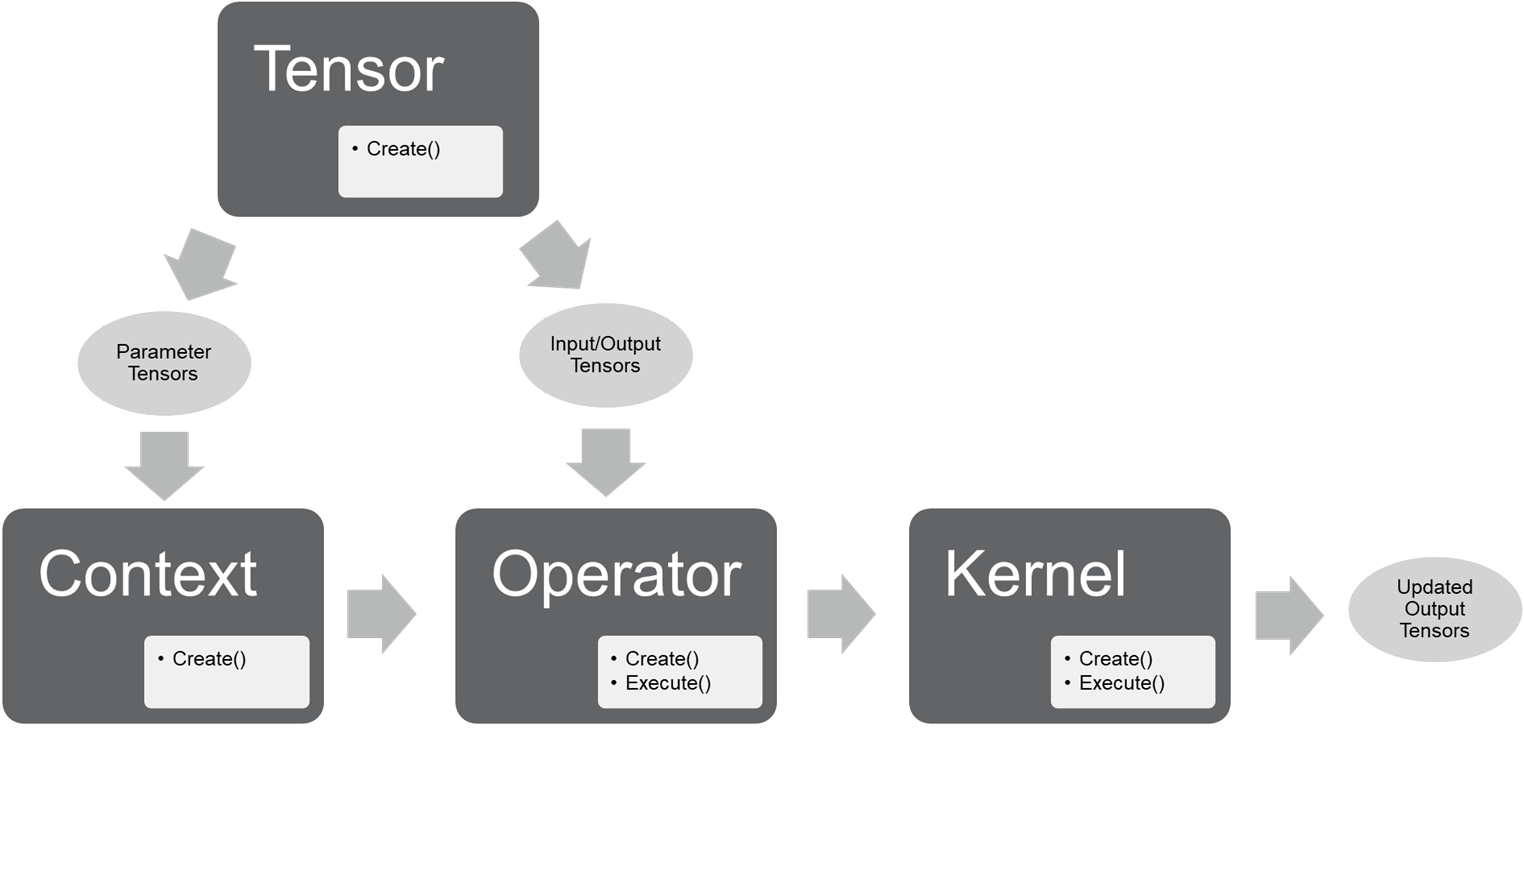 Tensor
• Create()
Parameter
Tensors
Input/Output
Tensors
Context
• Create()
Operator
• Create()
• Execute()
Kernel
• Create()
• Execute()
Updated
Output
Tensors